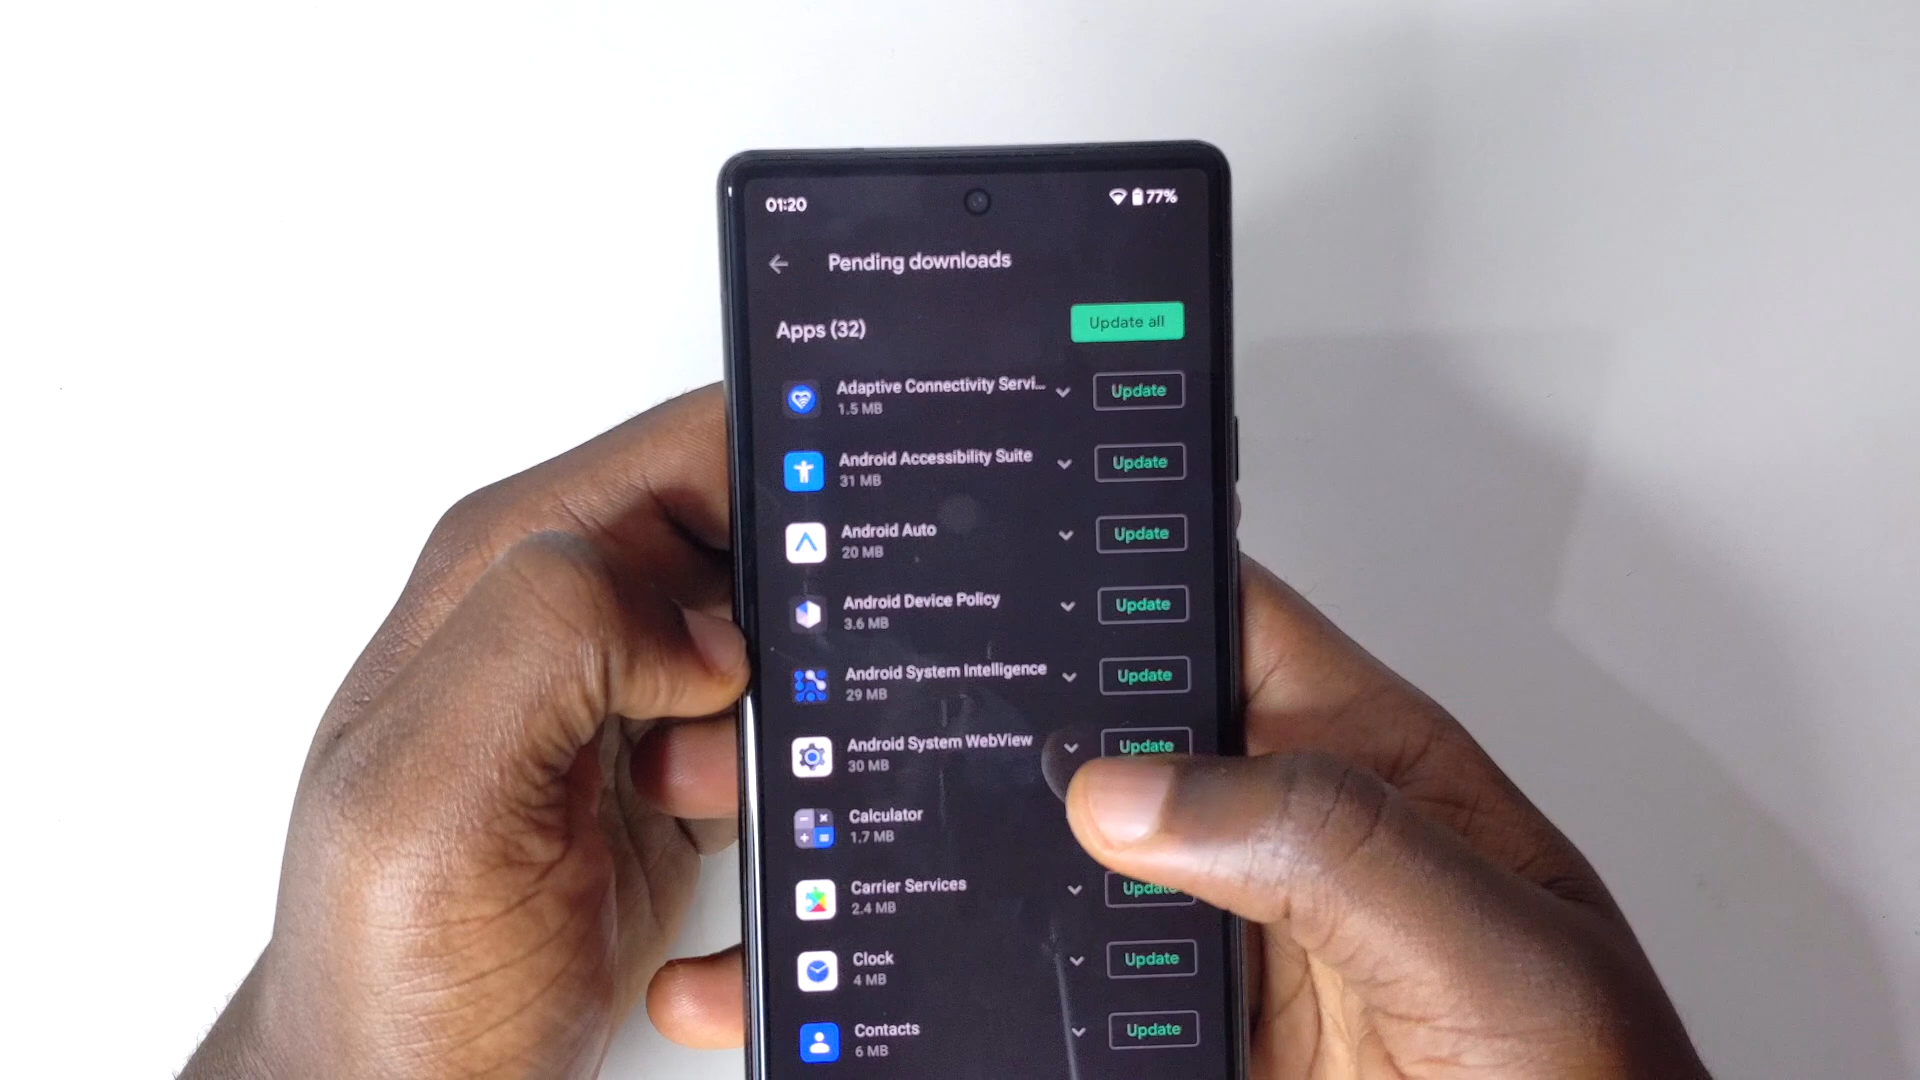 01:20
77%
Pending downloads
Apps (32)
Update all
Adaptive Connectivity Servi...
1.5 MB
Update
Android Accessibility Suite
31 MB
Update
Android Auto
20 MB
Update
Android Device Policy
3.6 MB
Update
Android System Intelligence
29 MB
Update
Android System WebView
30 MB
Update
Calculator
1.7 MB
Carrier Services
2.4 MB
Update
Clock
4 MB
Update
Contacts
6 MB
Update